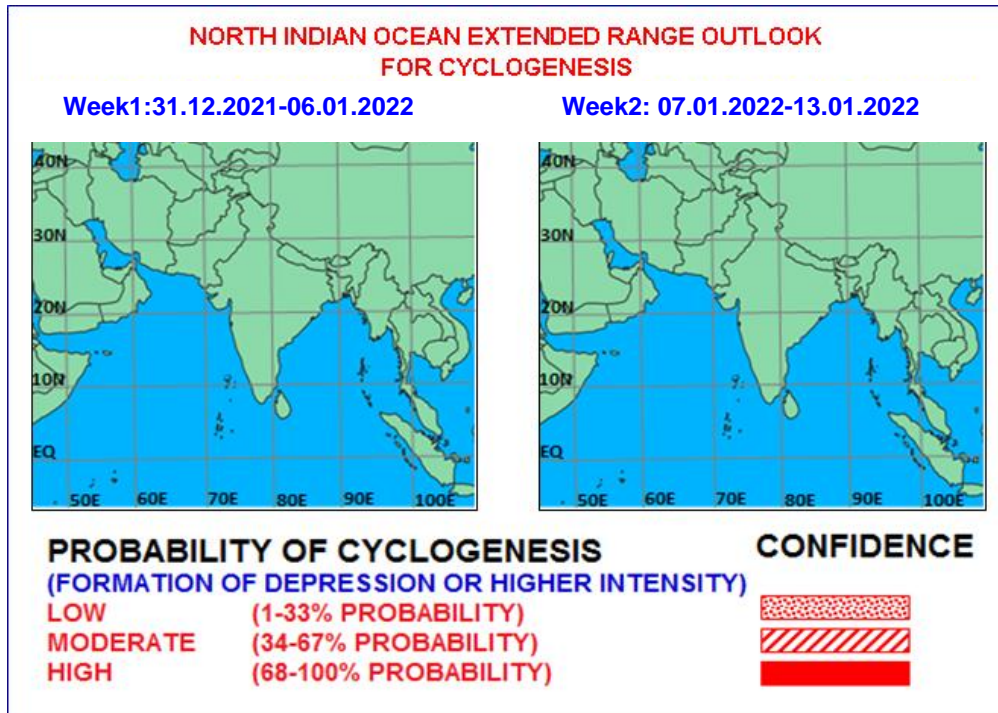 NORTH INDIAN OCEAN EXTENDED RANGE OUTLOOK
FOR CYCLOGENESIS
Week1:31.12.2021-06.01.2022
Week2: 07.01.2022-13.01.2022
40N
30N
20N
10N
EQ
50E 60E 70E 80E 90E 100E
40N
30N
20N
10N
EQ
50E 60E 70E 80E 90E 100E
PROBABILITY OF CYCLOGENESIS
(FORMATION OF DEPRESSION OR HIGHER INTENSITY)
LOW (1-33% PROBABILITY)
MODERATE (34-67% PROBABILITY)
HIGH (68-100% PROBABILITY)
CONFIDENCE